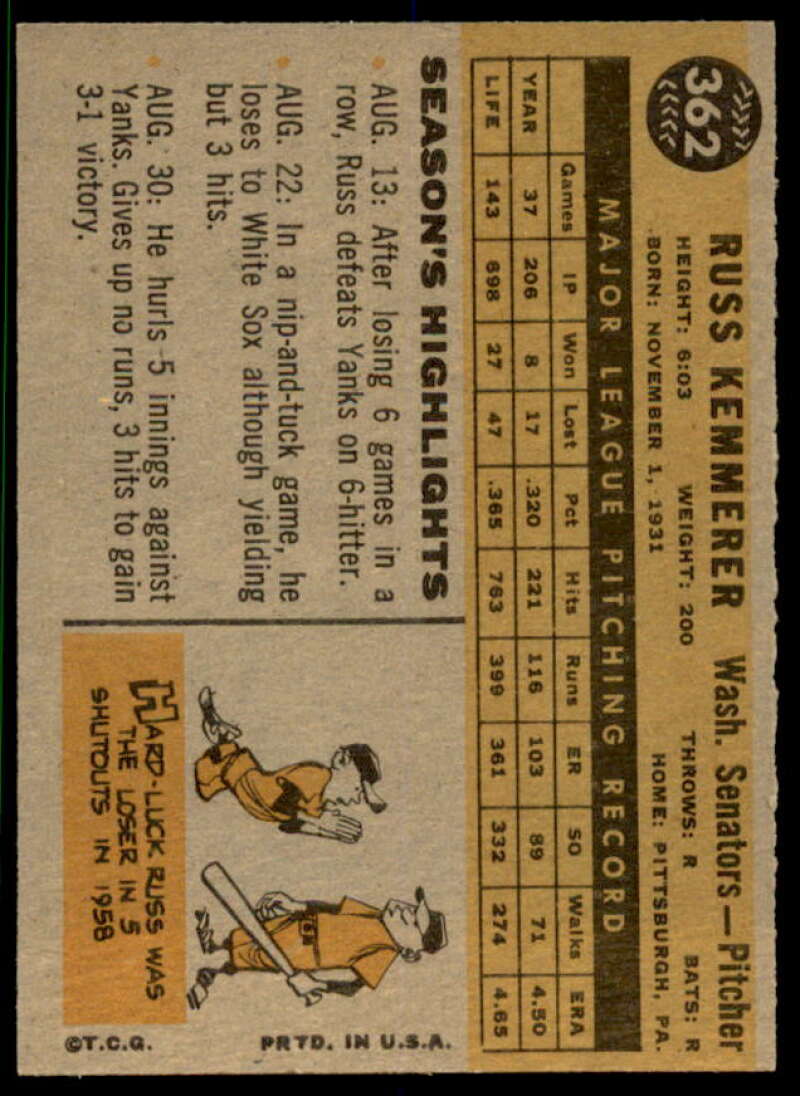 362
RUSS KEMMERER Wash. Senators—Pitcher
HEIGHT: 6:03 WEIGHT: 200 THROWS: R BATS: R
BORN: NOVEMBER 1, 1931 HOME: PITTSBURGH, PA.
MAJOR LEAGUE PITCHING RECORD
Games IP Won Lost Pct Hits Runs ER SO Walks ERA
YEAR 37 206 8 17 .320 221 116 103 89 71 4.50
LIFE 143 698 27 47 .365 763 399 361 332 274 4.65
SEASON'S HIGHLIGHTS
• AUG. 13: After losing 6 games in a
row, Russ defeats Yanks on 6-hitter.
• AUG. 22: In a nip-and-tuck game, he
loses to White Sox although yielding
but 3 hits.
• AUG. 30: He hurls 5 innings against
Yanks. Gives up no runs, 3 hits to gain
3-1 victory.
HARD-LUCK RUSS WAS
THE LOSER IN 5
SHUTOUTS IN 1958
©T.C.G. PRTD. IN U.S.A.